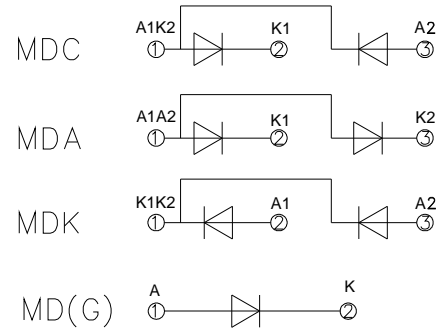 A1K2 K1 A2
MDC ① ② ③
A1A2 K1 K2
MDA ① ② ③
K1K2 A1 A2
MDK ① ② ③
A K
MD(G) ① ②